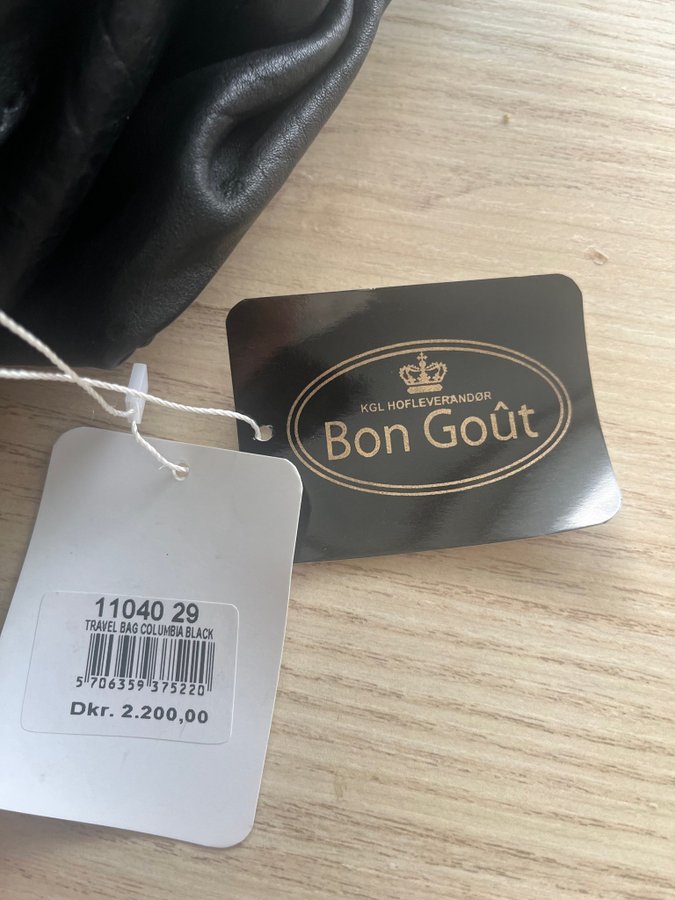 KGL HOFLEVERANDØR
Bon Goût
11040 29
TRAVEL BAG COLUMBIA BLACK
5 706359 375220
Dkr. 2.200,00